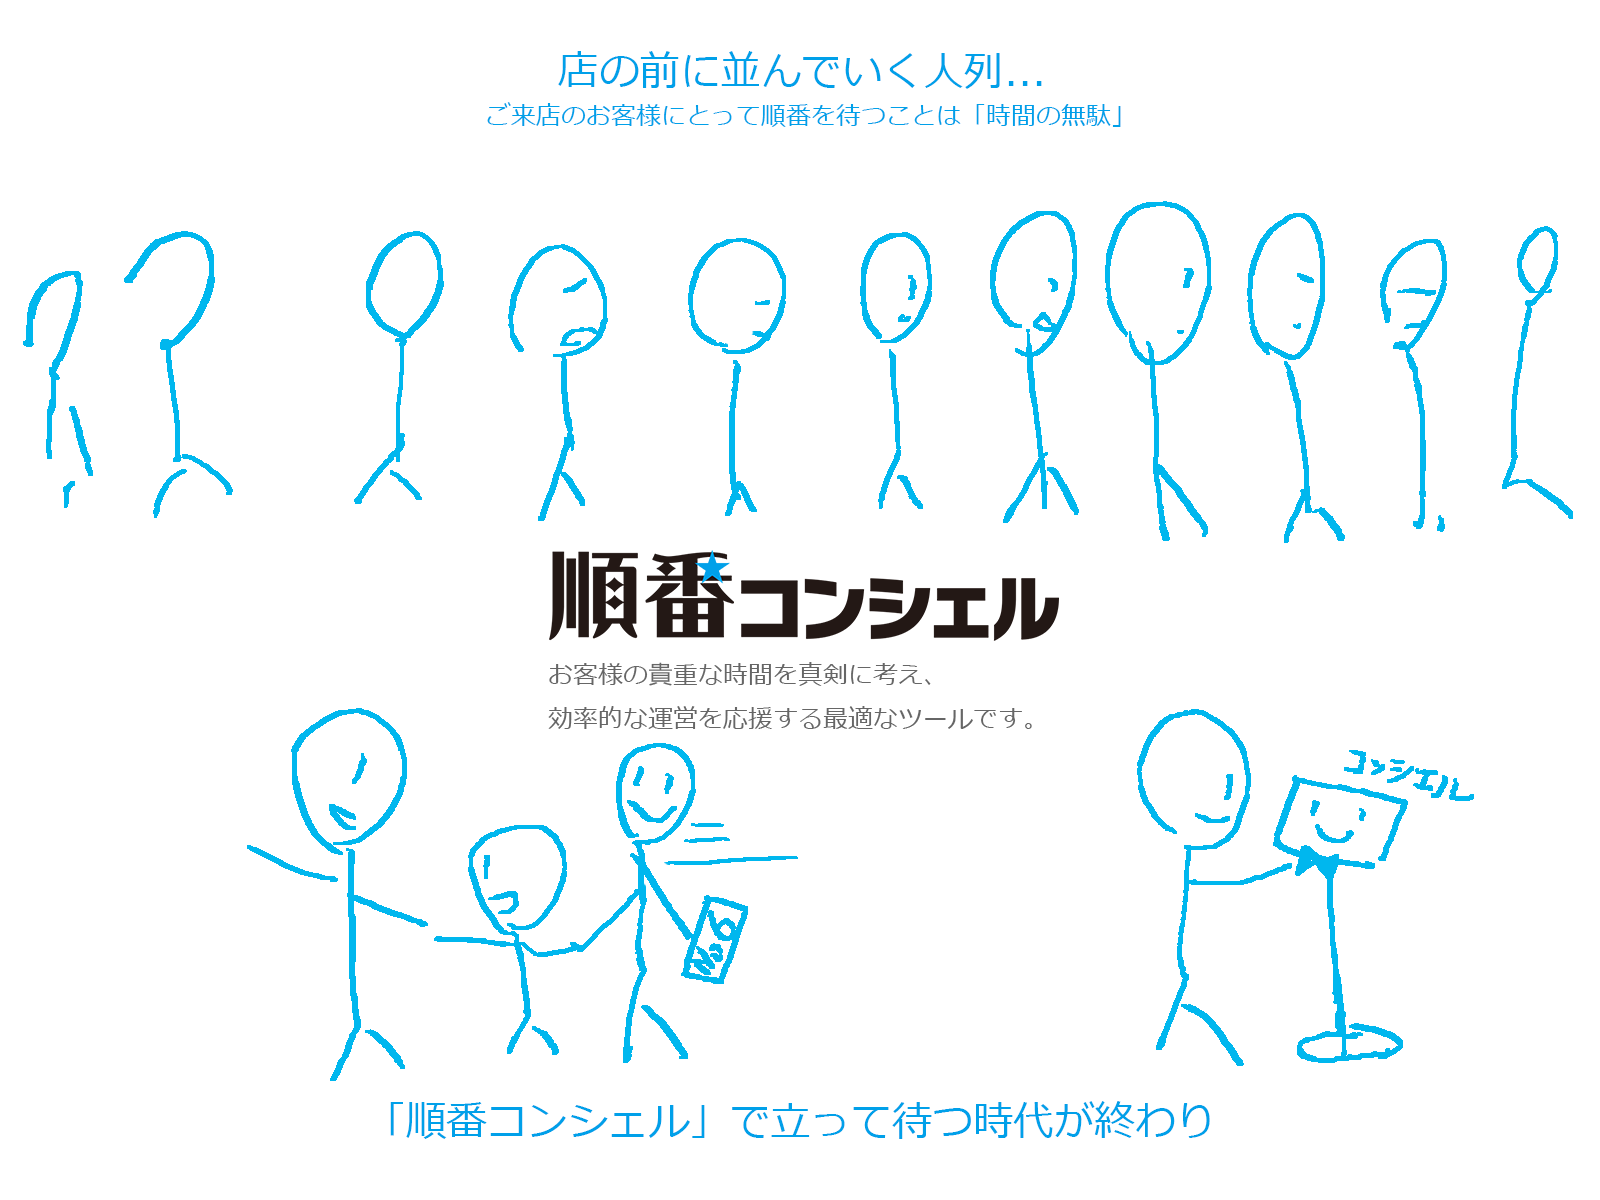 店の前に並んでいく人列…
ご来店のお客様にとって順番を待つことは「時間の無駄」
順番コンシェル
お客様の貴重な時間を真剣に考え、
効率的な運営を応援する最適なツールです。
コンシェル
No6
「順番コンシェル」で立って待つ時代が終わり